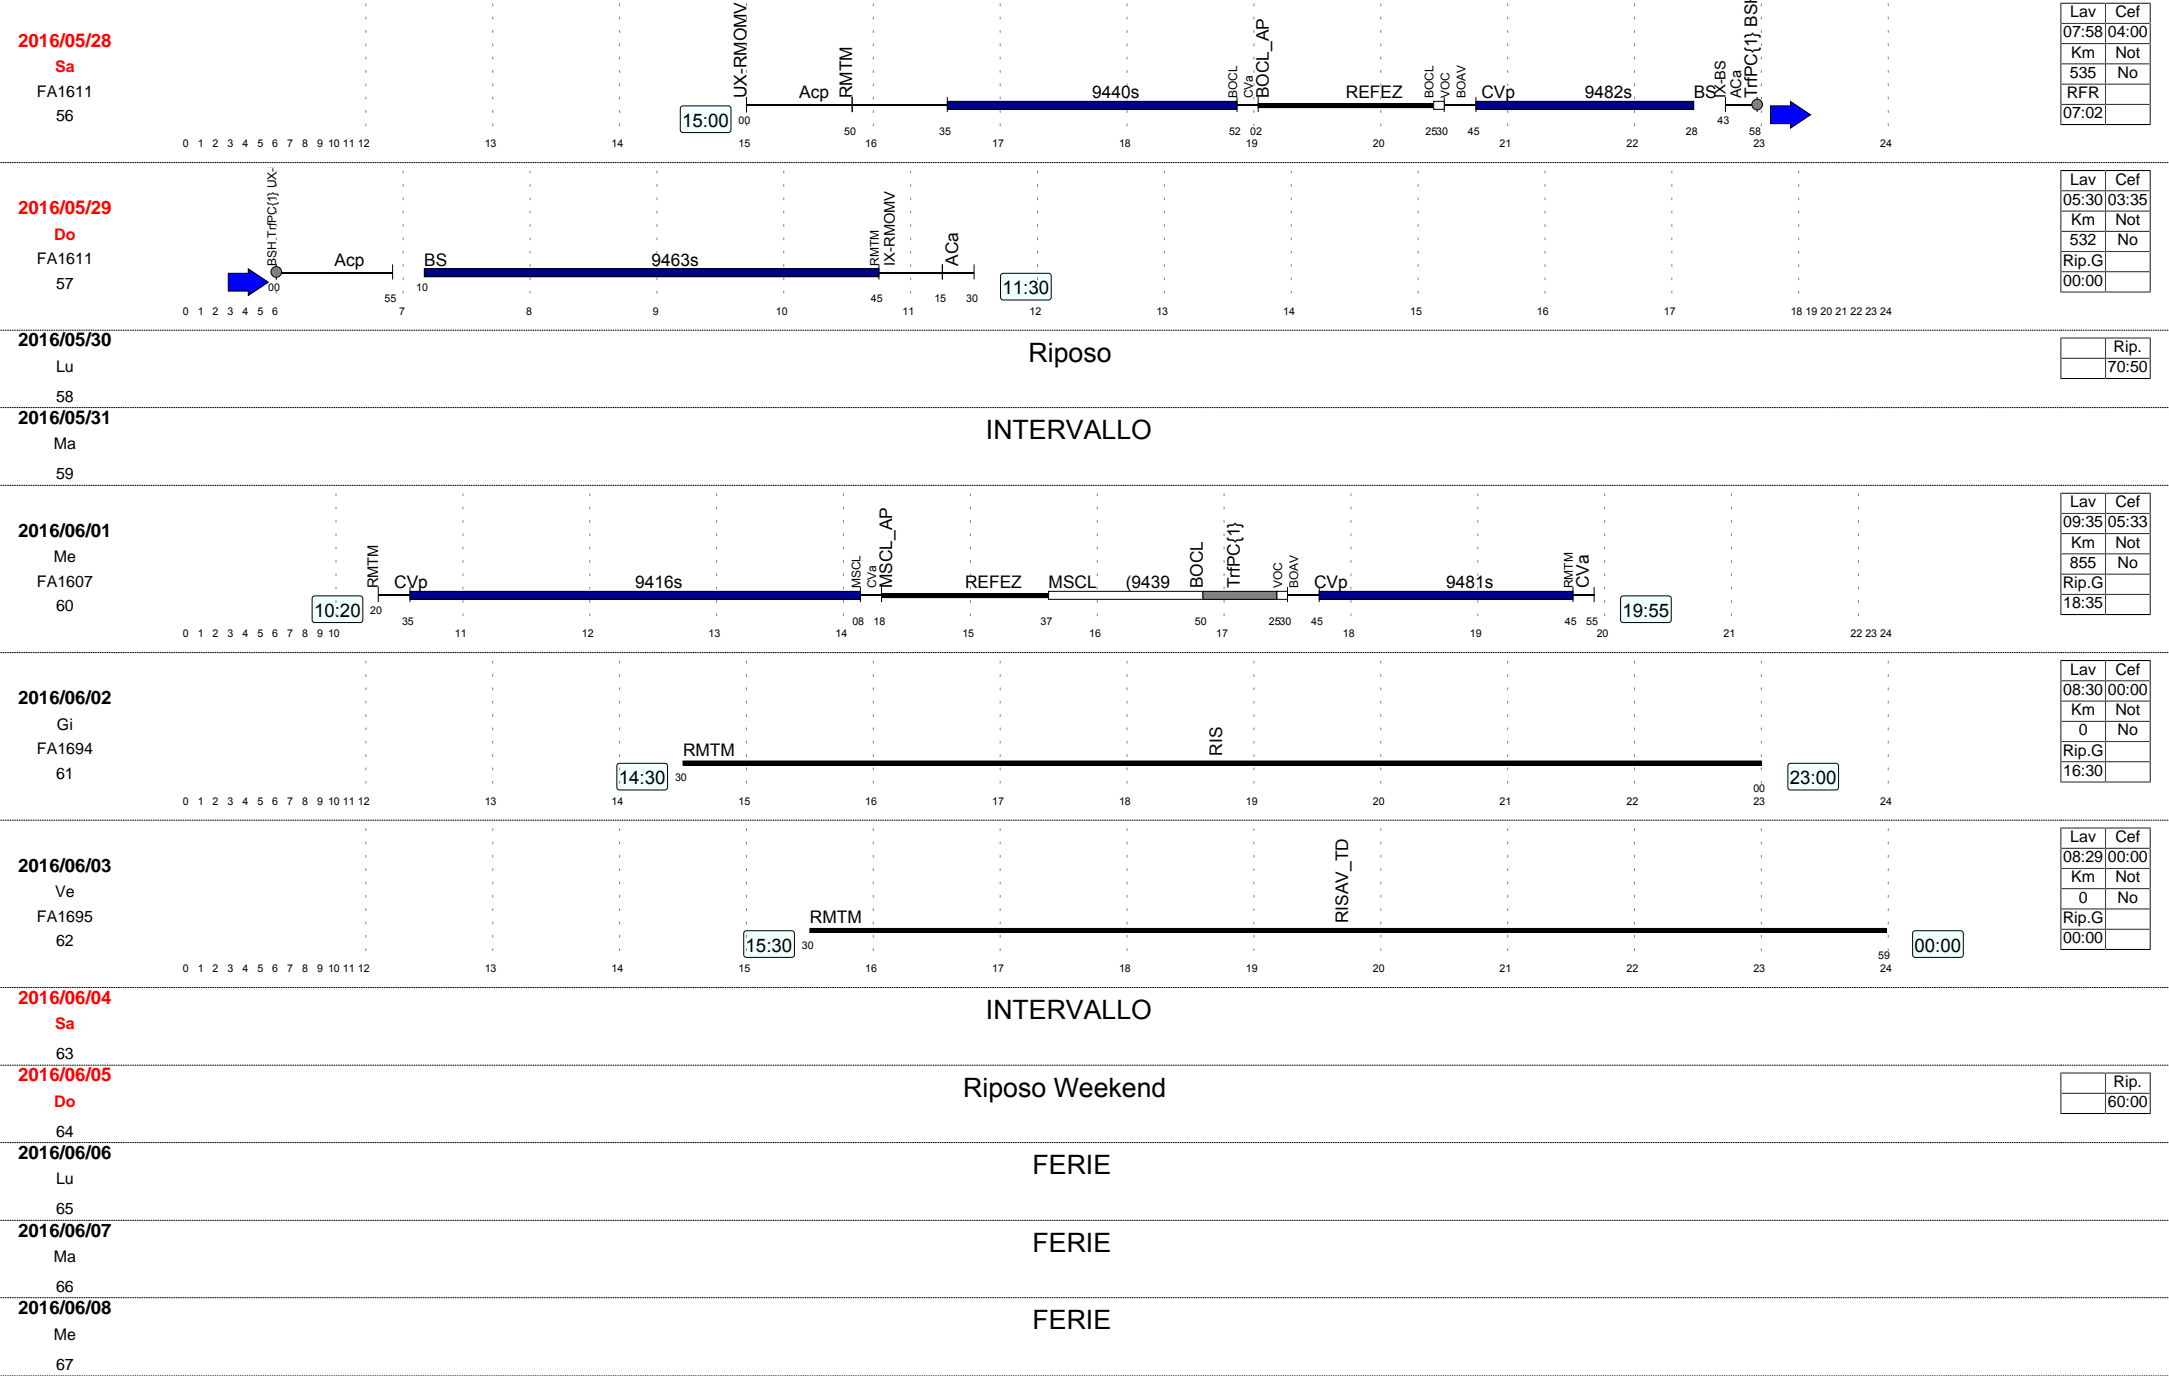 2016/05/28
Sa
FA1611
56
15:00
UX-RMOMV Acp RMTM 9440s BOCL CVa BOCL_AP REFEZ BOCL VOC BOAV CVp 9482s BS IX-BS ACa TrfPC{1}
00 50 35 52 02 25 30 45 28 43 58
0 1 2 3 4 5 6 7 8 9 10 11 12 13 14 15 16 17 18 19 20 21 22 23 24
Lav Cef
07:58 04:00
Km Not
535 No
RFR
07:02
2016/05/29
Do
FA1611
57
BSH.TrfPC{1} UX- Acp BS 9463s RMTM IX-RMOMV ACa
00 55 10 45 15 30
11:30
0 1 2 3 4 5 6 7 8 9 10 11 12 13 14 15 16 17 18 19 20 21 22 23 24
Lav Cef
05:30 03:35
Km Not
532 No
Rip.G
00:00
2016/05/30
Lu
58
Riposo
Rip.
70:50
2016/05/31
Ma
59
INTERVALLO
2016/06/01
Me
FA1607
60
10:20
RMTM CVp 9416s MSCL CVa MSCL_AP REFEZ MSCL (9439 BOCL TrfPC{1} VOC BOAV CVp 9481s RMTM CVa
20 35 08 18 37 50 25 30 45 45 55
19:55
0 1 2 3 4 5 6 7 8 9 10 11 12 13 14 15 16 17 18 19 20 21 22 23 24
Lav Cef
09:35 05:33
Km Not
855 No
Rip.G
18:35
2016/06/02
Gi
FA1694
61
14:30
RMTM RIS
30 00
23:00
0 1 2 3 4 5 6 7 8 9 10 11 12 13 14 15 16 17 18 19 20 21 22 23 24
Lav Cef
08:30 00:00
Km Not
0 No
Rip.G
16:30
2016/06/03
Ve
FA1695
62
15:30
RMTM RISAV_TD
30 59
00:00
0 1 2 3 4 5 6 7 8 9 10 11 12 13 14 15 16 17 18 19 20 21 22 23 24
Lav Cef
08:29 00:00
Km Not
0 No
Rip.G
00:00
2016/06/04
Sa
63
INTERVALLO
2016/06/05
Do
64
Riposo Weekend
Rip.
60:00
2016/06/06
Lu
65
FERIE
2016/06/07
Ma
66
FERIE
2016/06/08
Me
67
FERIE